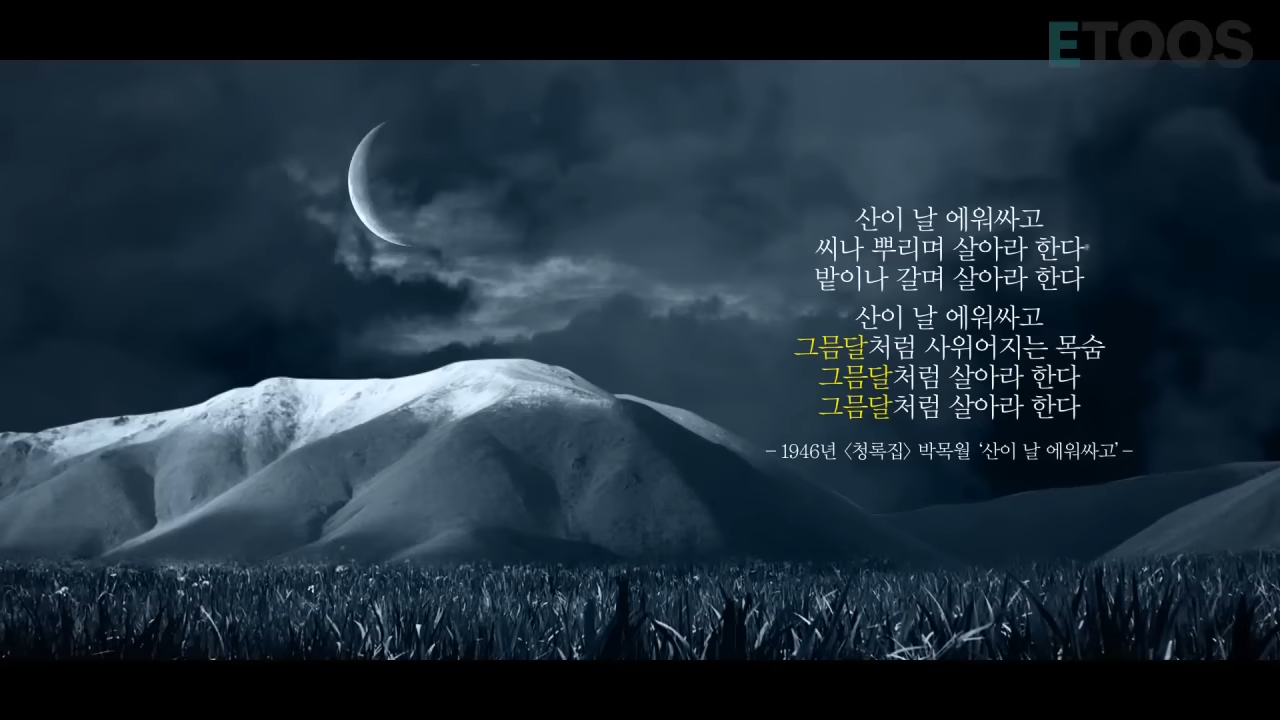 ETOOS
산이 날 에워싸고
씨나 뿌리며 살아라 한다
밭이나 갈며 살아라 한다
산이 날 에워싸고
그믐달처럼 사위어지는 목숨
그믐달처럼 살아라 한다
그믐달처럼 살아라 한다
– 1946년 〈청록집〉 박목월 ‘산이 날 에워싸고’ –